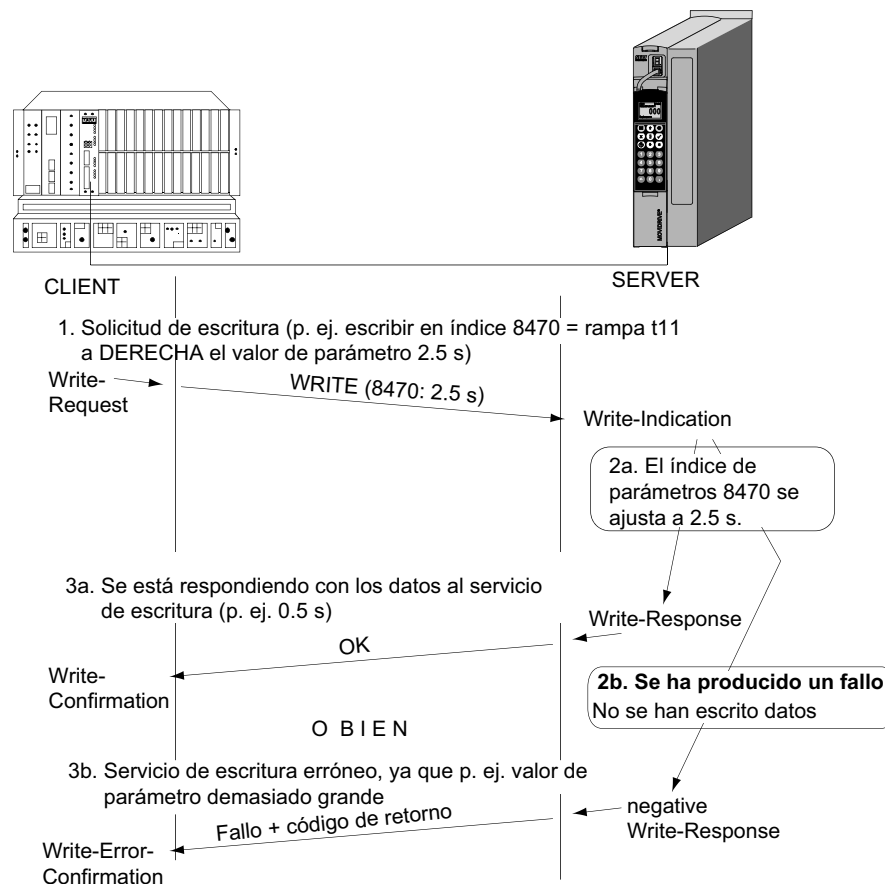 000
MOVIDRIVE®
CLIENT
SERVER
1. Solicitud de escritura (p. ej. escribir en índice 8470 = rampa t11
a DERECHA el valor de parámetro 2.5 s)
Write-
Request
WRITE (8470: 2.5 s)
Write-Indication
2a. El índice de
parámetros 8470 se
ajusta a 2.5 s.
3a. Se está respondiendo con los datos al servicio
de escritura (p. ej. 0.5 s)
Write-Response
OK
Write-
Confirmation
2b. Se ha producido un fallo
No se han escrito datos
O B I E N
3b. Servicio de escritura erróneo, ya que p. ej. valor de
parámetro demasiado grande
negative
Write-Response
Fallo + código de retorno
Write-Error-
Confirmation